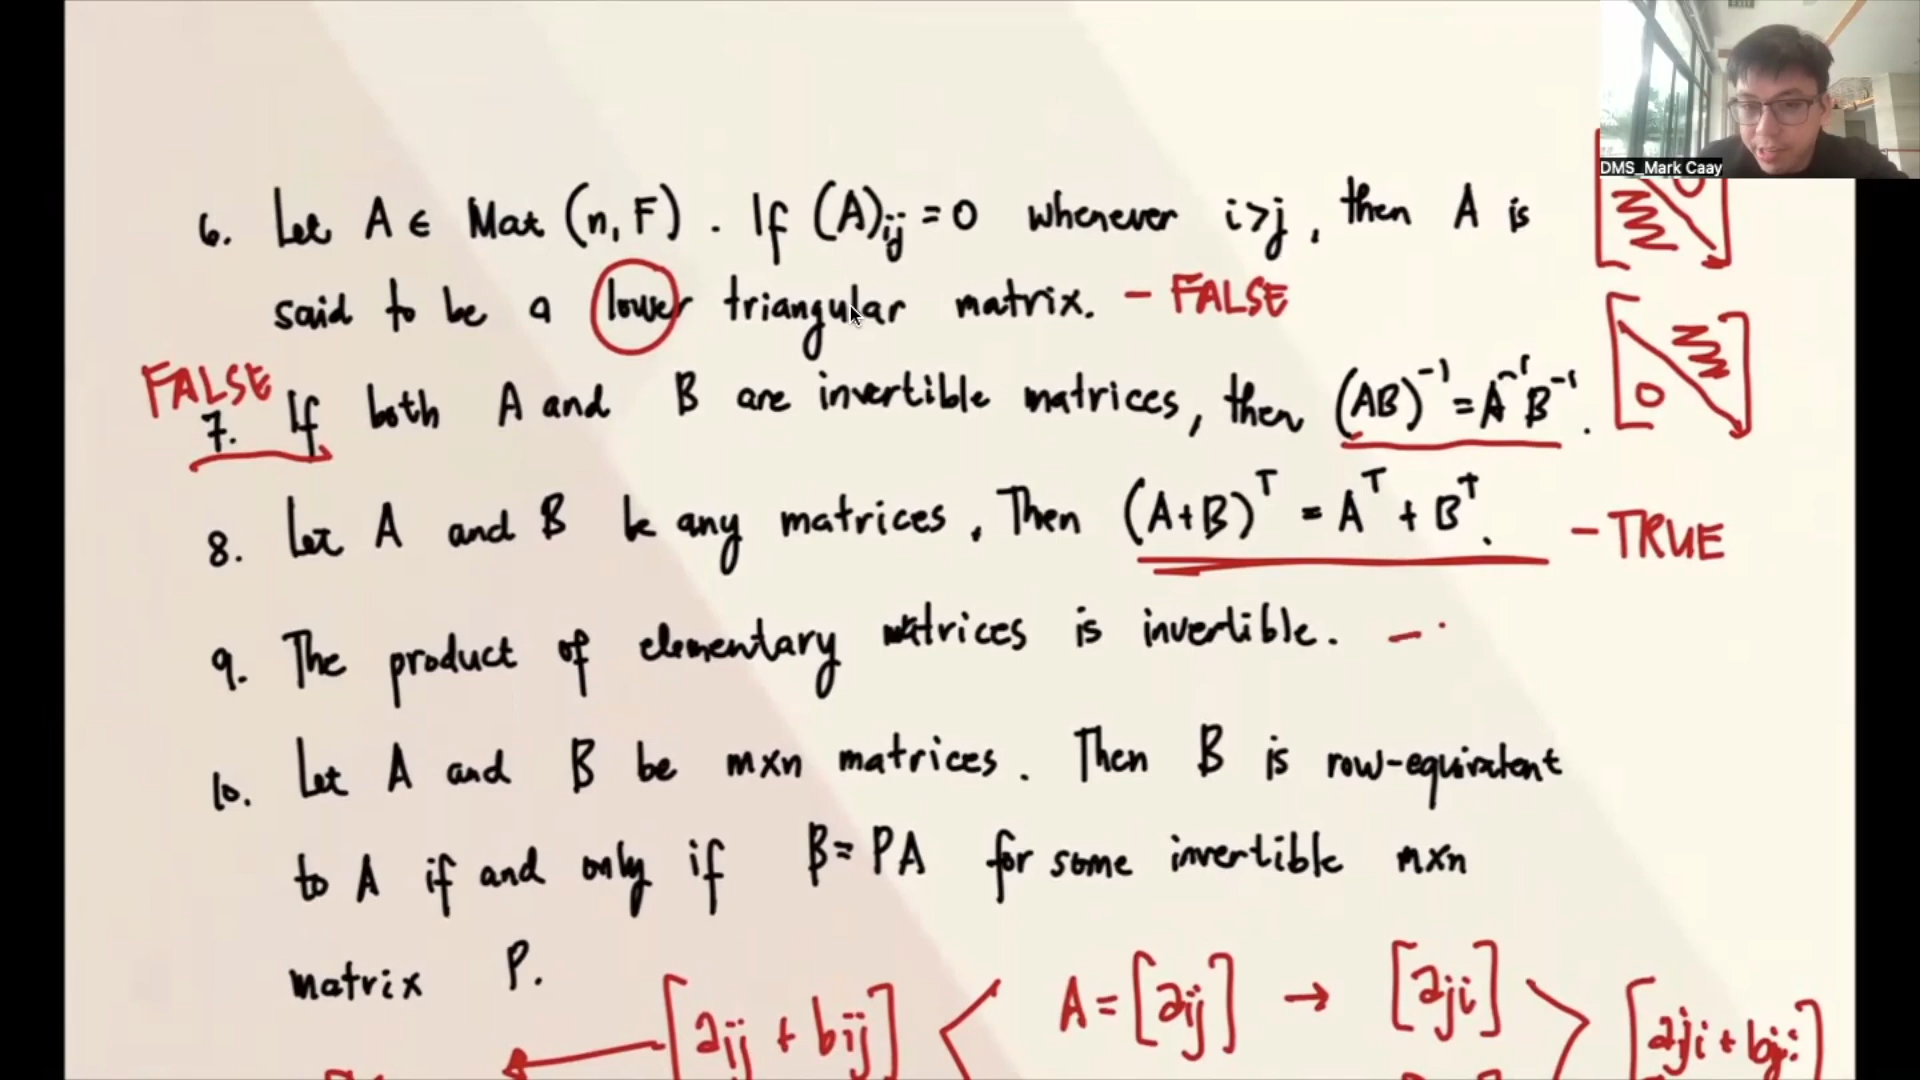 DMS_Mark Caay
6. Let A ∈ Mat (n, F). If (A)ij = 0 whenever i>j, then A is
said to be a lower triangular matrix. - FALSE
0
FALSE
7. If both A and B are invertible matrices, then (AB)⁻¹ = A⁻¹B⁻¹.
8. Let A and B be any matrices. Then (A+B)ᵀ = Aᵀ + Bᵀ. - TRUE
9. The product of elementary matrices is invertible. -
10. Let A and B be mxn matrices. Then B is row-equivalent
to A if and only if B = PA for some invertible mxn
matrix P.
[aij + bij] < A = [aij] → [aji] > [aji + bji]